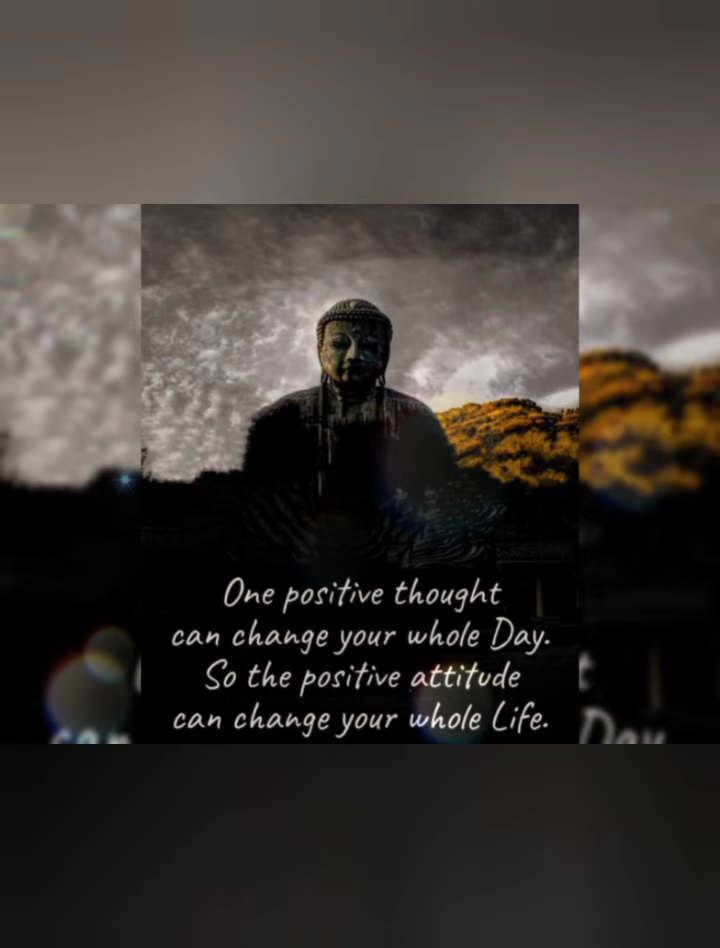 One positive thought
can change your whole Day.
So the positive attitude
can change your whole Life.